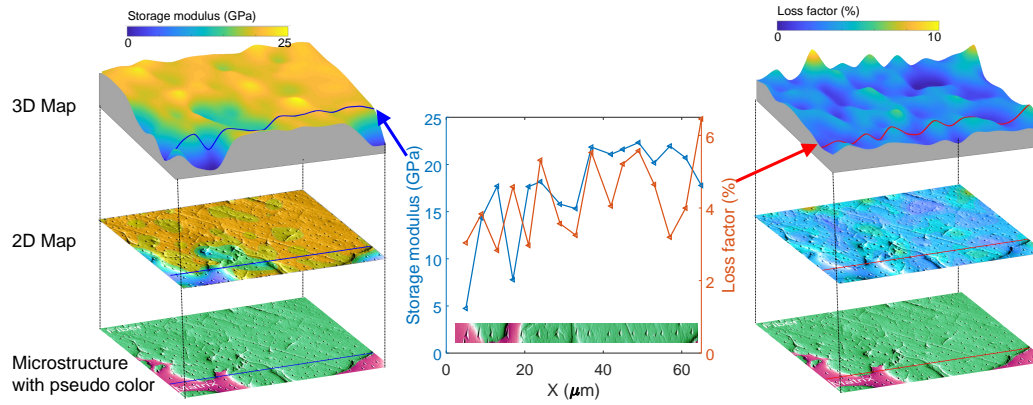 Storage modulus (GPa)
0 25
Loss factor (%)
0 10
3D Map
2D Map
Microstructure
with pseudo color
Storage modulus (GPa)
25
20
15
10
5
0
0 20 40 60
X (μm)
Loss factor (%)
6
4
2
0
Fiber
Matrix
Fiber
Matrix